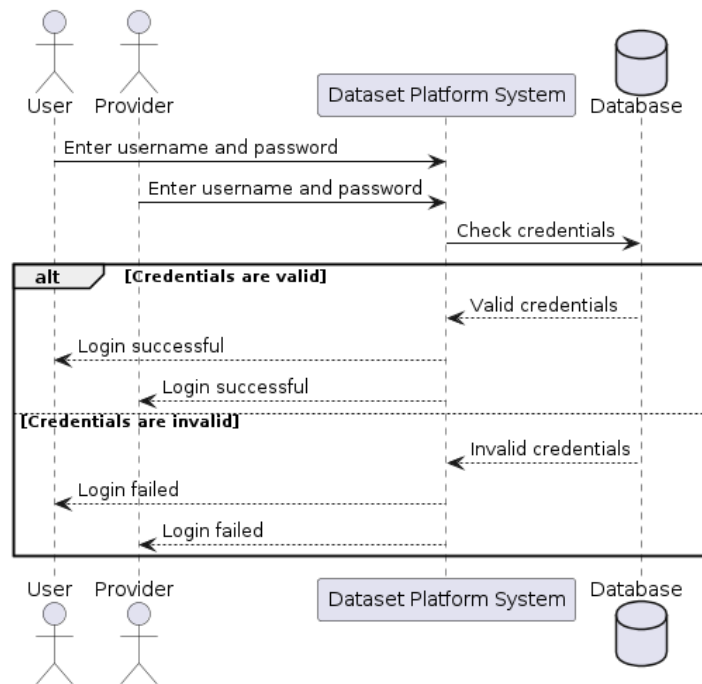 User
Provider
Dataset Platform System
Database
Enter username and password
Enter username and password
Check credentials
alt
[Credentials are valid]
Valid credentials
Login successful
Login successful
[Credentials are invalid]
Invalid credentials
Login failed
Login failed
User
Provider
Dataset Platform System
Database